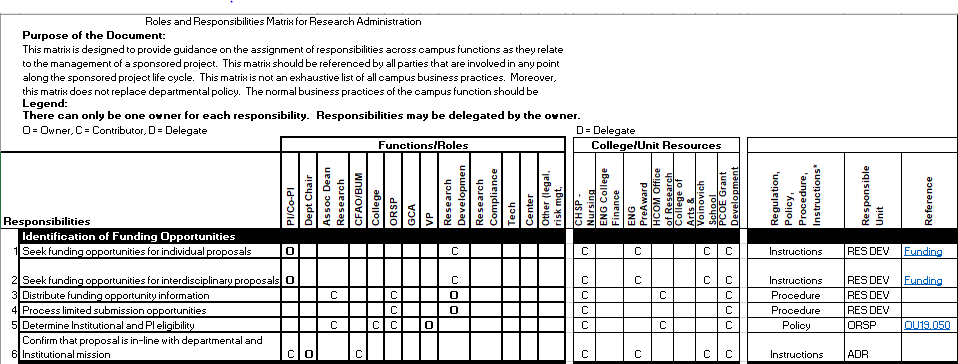 Roles and Responsibilities Matrix for Research Administration
Purpose of the Document:
This matrix is designed to provide guidance on the assignment of responsibilities across campus functions as they relate
to the management of a sponsored project. This matrix should be referenced by all parties that are involved in any point
along the sponsored project life cycle. This matrix is not an exhaustive list of all campus business practices. Moreover,
this matrix does not replace departmental policy. The normal business practices of the campus function should be
Legend:
There can only be one owner for each responsibility. Responsibilities may be delegated by the owner.
O = Owner, C = Contributor, D = Delegate D = Delegate
Functions/Roles College/Unit Resources
Responsibilities
PI/Co-PI
Dept Chair
Assoc Dean
Research
CFAO/BUM
College
ORSP
GCA
VP
Research
Developmen
Research
Compliance
Tech
Center
Other (legal,
risk mgt,
CHSP -
Nursing
ENG College
Finance
ENG
PreAward
HCOM Office
of Research
College of
Arts &
Voinovich
School
PCOE Grant
Development
Regulation,
Policy,
Procedure,
Instructions*
Responsible
Unit
Reference
Identification of Funding Opportunities
1 Seek funding opportunities for individual proposals O C C C C C Instructions RES DEV Funding
2 Seek funding opportunities for interdisciplinary proposals O C C C C C Instructions RES DEV Funding
3 Distribute funding opportunity information C C O C C C Procedure RES DEV
4 Process limited submission opportunities C O C C Procedure RES DEV
5 Determine Institutional and PI eligibility C C C O C C C Policy ORSP OU19.050
Confirm that proposal is in-line with departmental and
6 Institutional mission C O C C C C C Instructions ADR